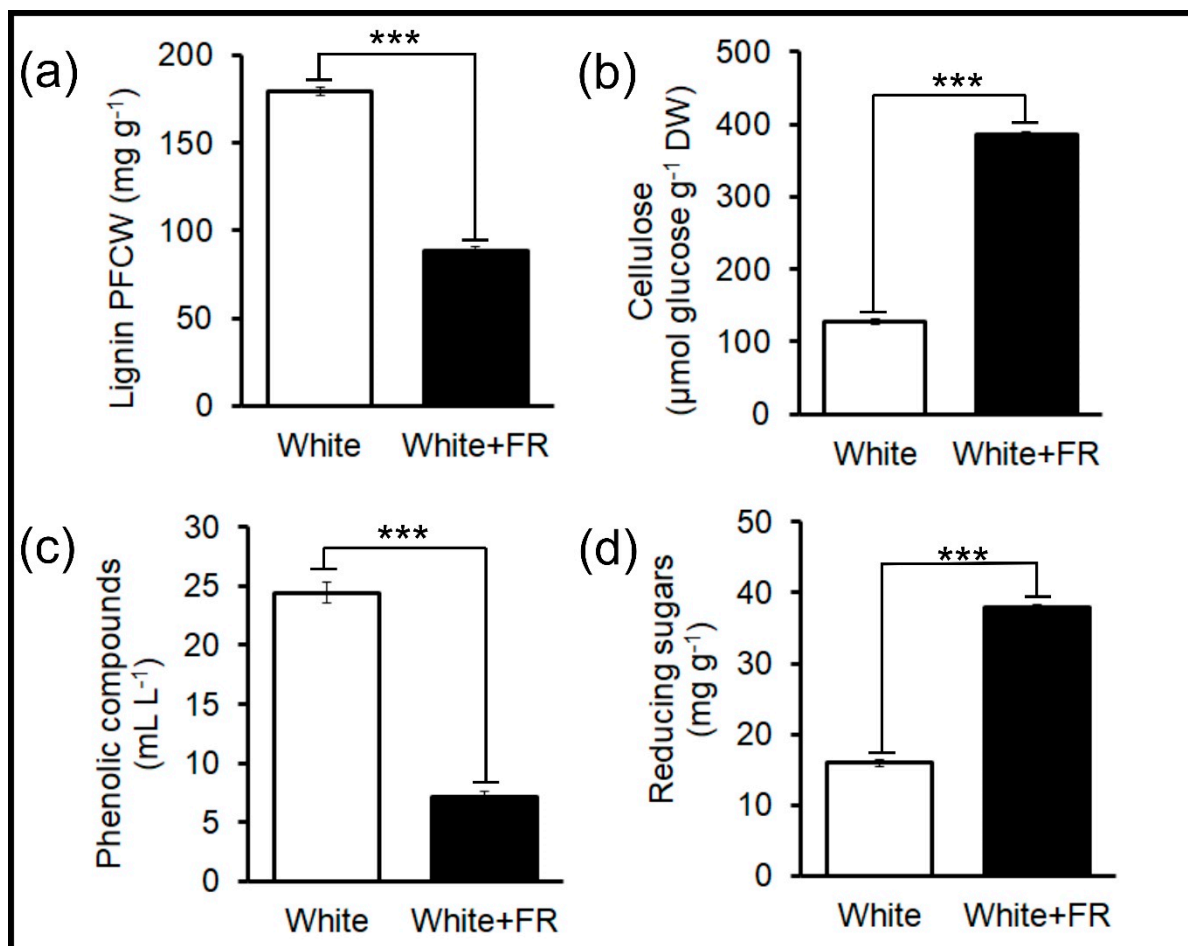 (a)
Lignin PFCW (mg g⁻¹)
200
150
100
50
0
***
White
White+FR
(b)
Cellulose
(µmol glucose g⁻¹ DW)
500
400
300
200
100
0
***
White
White+FR
(c)
Phenolic compounds
(mL L⁻¹)
30
25
20
15
10
5
0
***
White
White+FR
(d)
Reducing sugars
(mg g⁻¹)
50
40
30
20
10
0
***
White
White+FR